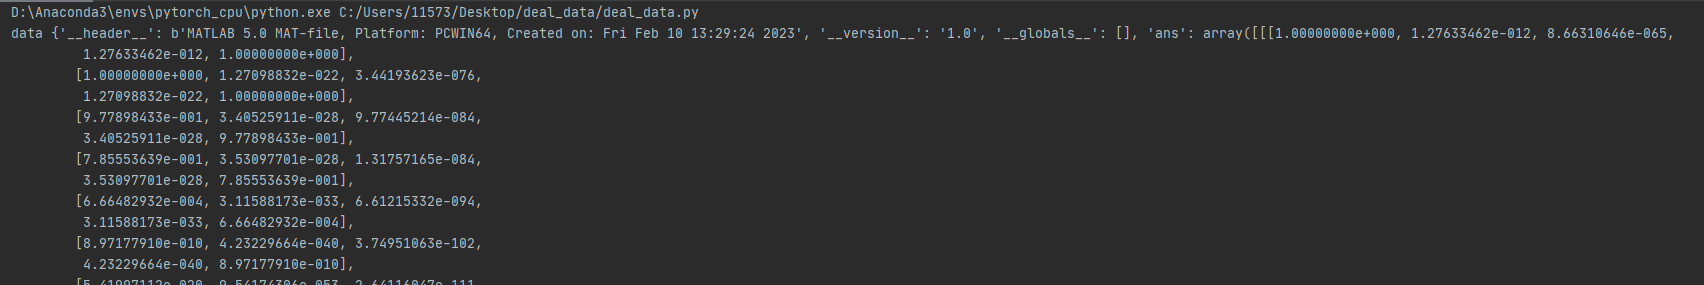 D:\Anaconda3\envs\pytorch_cpu\python.exe C:/Users/11573/Desktop/deal_data/deal_data.py
data {'__header__': b'MATLAB 5.0 MAT-file, Platform: PCWIN64, Created on: Fri Feb 10 13:29:24 2023', '__version__': '1.0', '__globals__': [], 'ans': array([[[1.00000000e+000, 1.27633462e-012, 8.66310646e-065,
1.27633462e-012, 1.00000000e+000],
[1.00000000e+000, 1.27098832e-022, 3.44193623e-076,
1.27098832e-022, 1.00000000e+000],
[9.77898433e-001, 3.40525911e-028, 9.77445214e-084,
3.40525911e-028, 9.77898433e-001],
[7.85553639e-001, 3.53097701e-028, 1.31757165e-084,
3.53097701e-028, 7.85553639e-001],
[6.66482932e-004, 3.11588173e-033, 6.61215332e-094,
3.11588173e-033, 6.66482932e-004],
[8.97177910e-010, 4.23229664e-040, 3.74951063e-102,
4.23229664e-040, 8.97177910e-010],